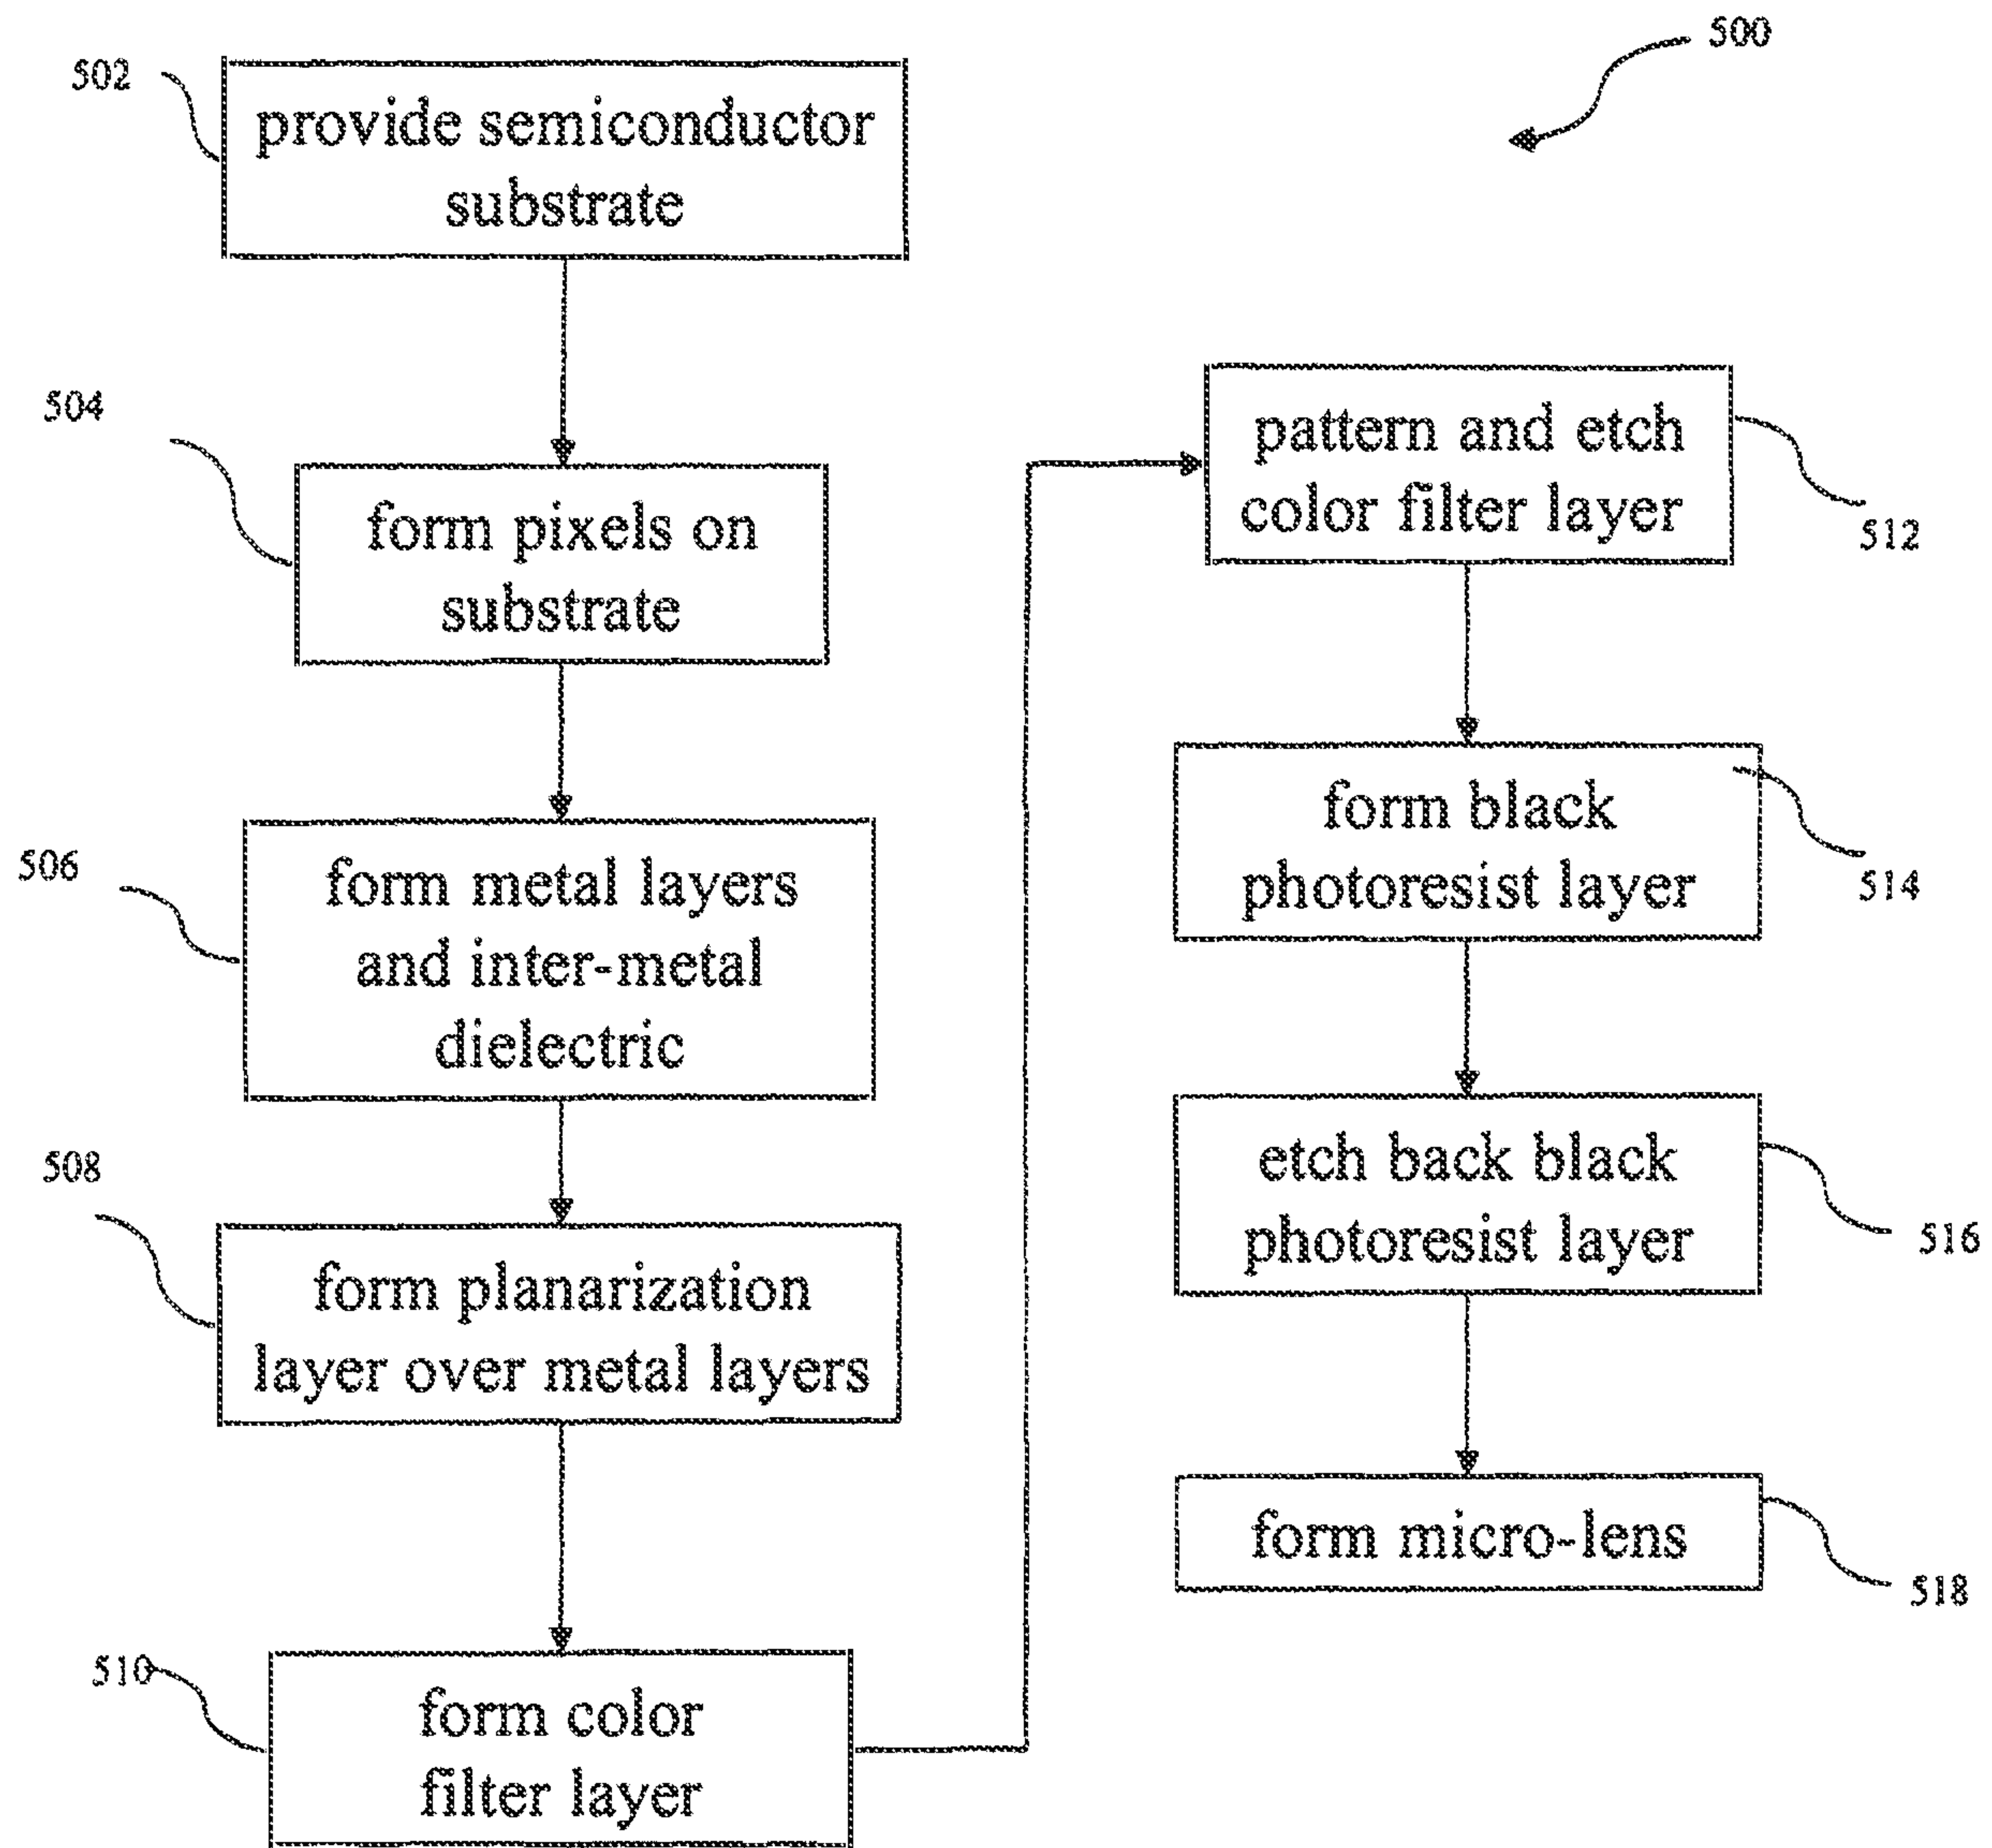 500
502
provide semiconductor
substrate
504
form pixels on
substrate
506
form metal layers
and inter-metal
dielectric
508
form planarization
layer over metal layers
510
form color
filter layer
pattern and etch
color filter layer
512
form black
photoresist layer
514
etch back black
photoresist layer
516
form micro-lens
518